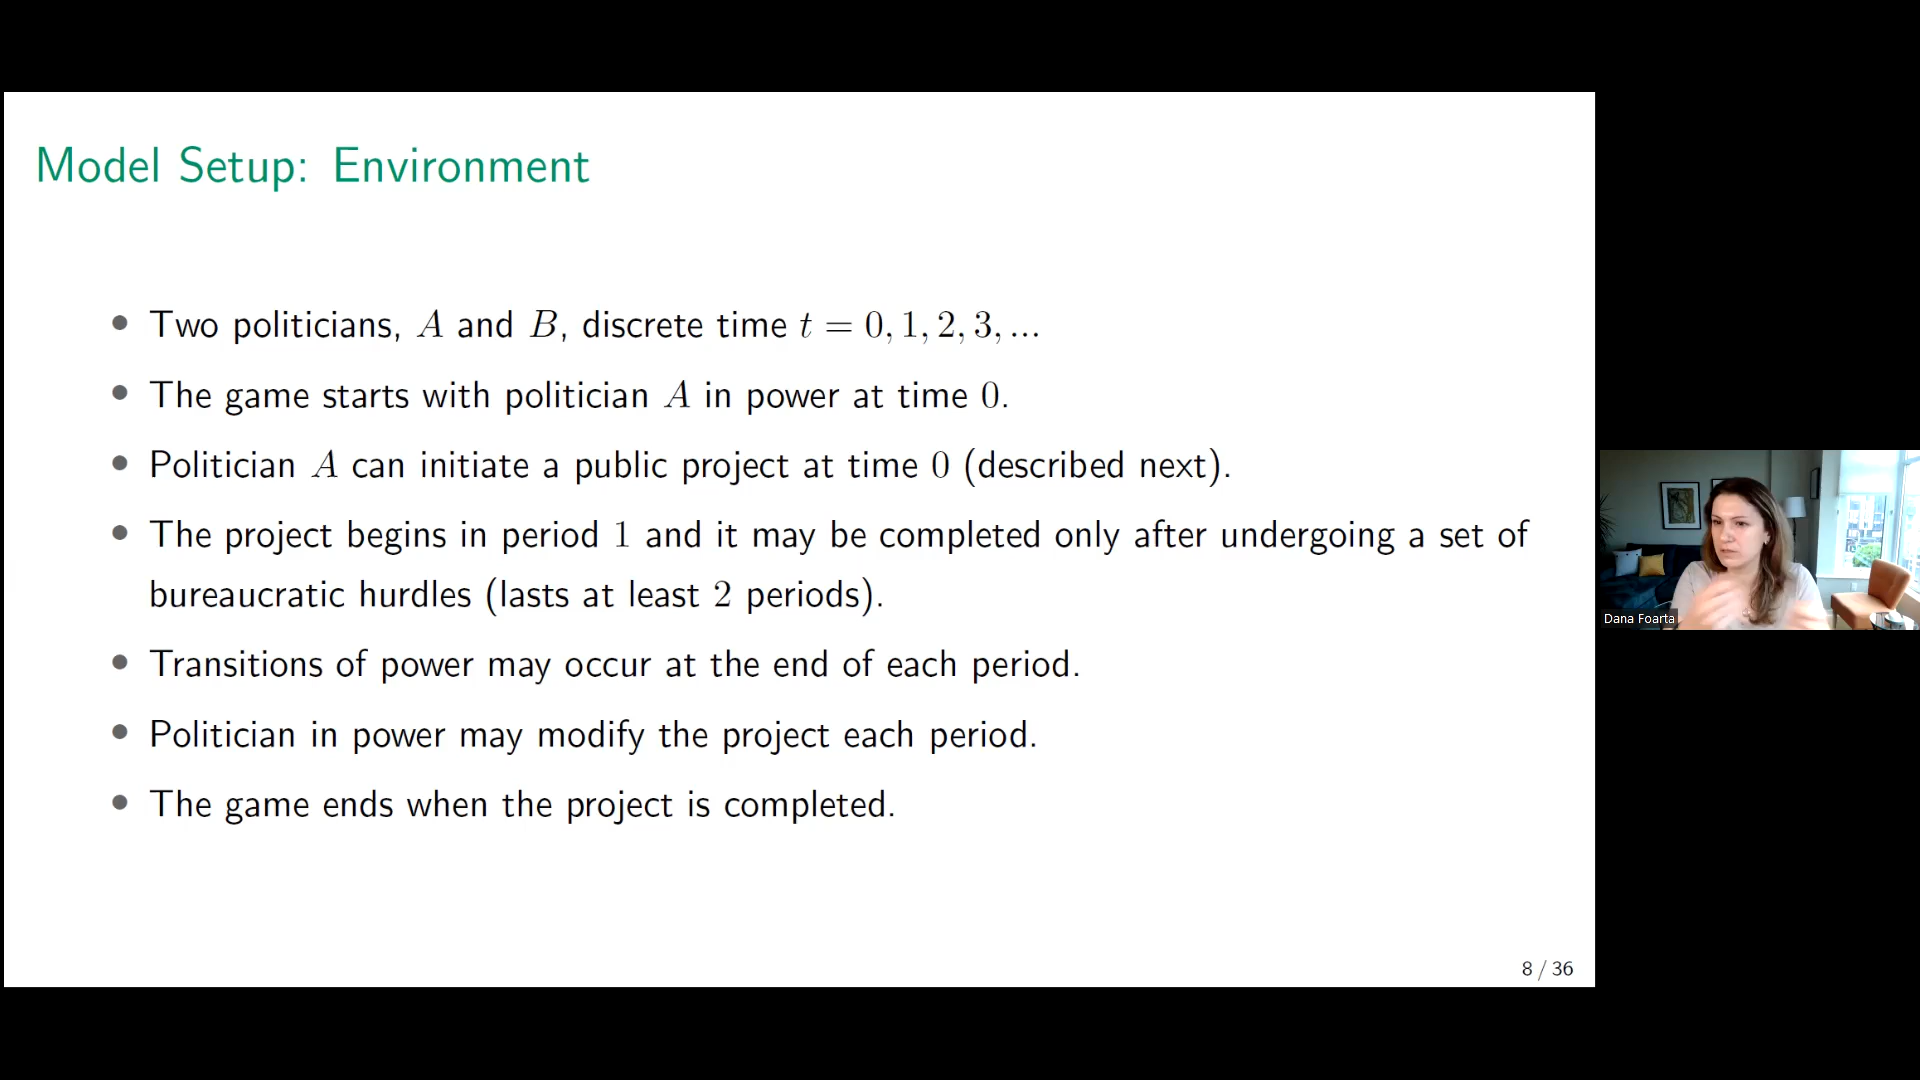 Model Setup: Environment
• Two politicians, A and B, discrete time t = 0, 1, 2, 3, ...
• The game starts with politician A in power at time 0.
• Politician A can initiate a public project at time 0 (described next).
• The project begins in period 1 and it may be completed only after undergoing a set of
bureaucratic hurdles (lasts at least 2 periods).
• Transitions of power may occur at the end of each period.
• Politician in power may modify the project each period.
• The game ends when the project is completed.
8 / 36
Dana Foarta